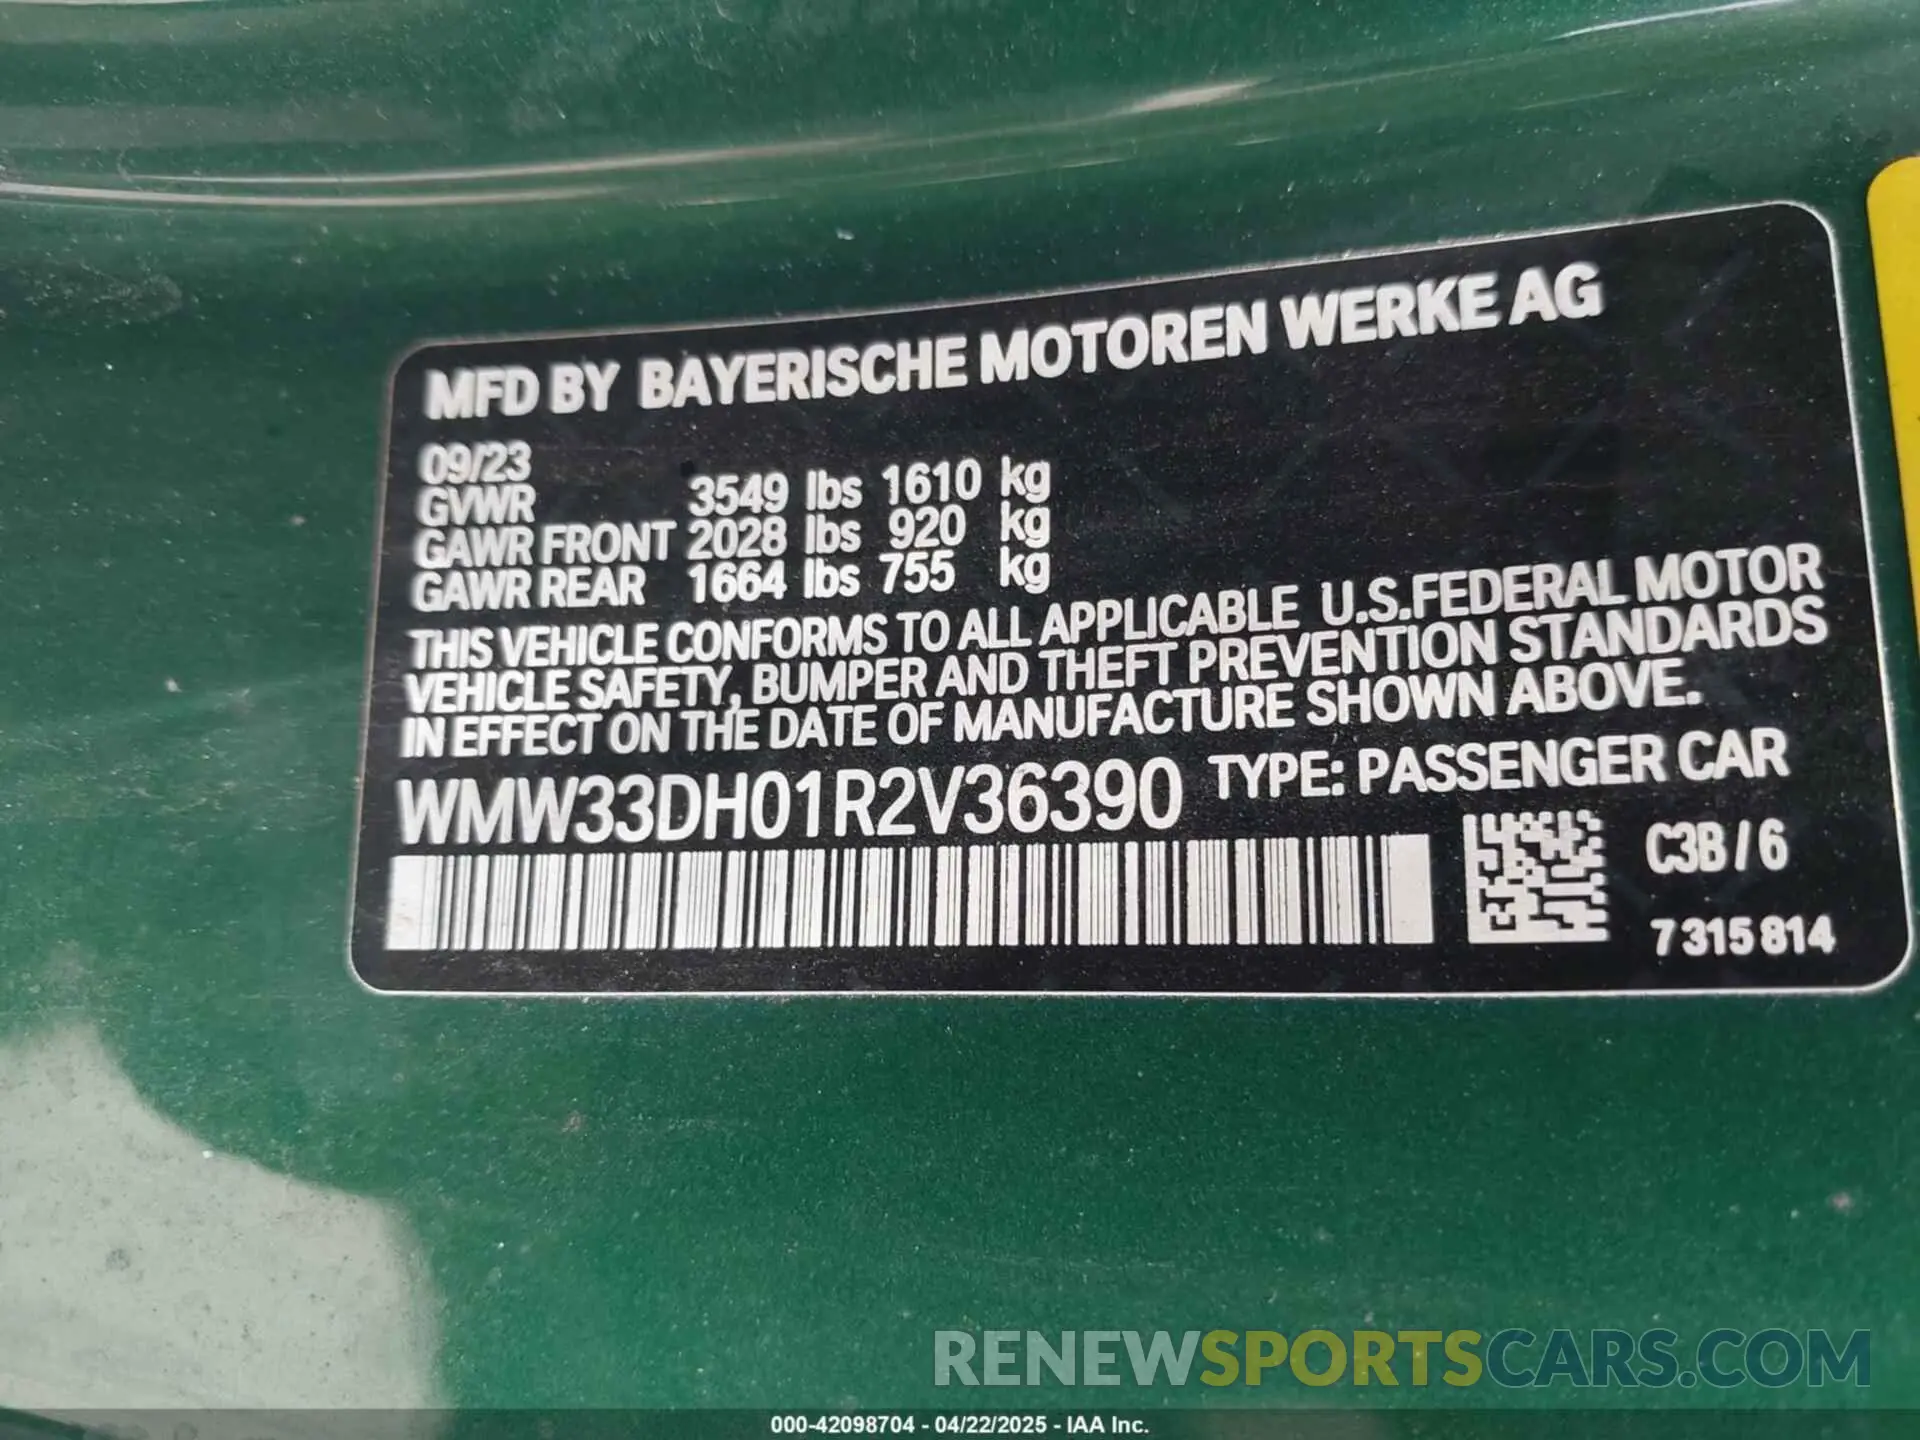 MFD BY BAYERISCHE MOTOREN WERKE AG
09/23
GVWR 3549 lbs 1610 kg
GAWR FRONT 2028 lbs 920 kg
GAWR REAR 1664 lbs 755 kg
THIS VEHICLE CONFORMS TO ALL APPLICABLE U.S.FEDERAL MOTOR
VEHICLE SAFETY, BUMPER AND THEFT PREVENTION STANDARDS
IN EFFECT ON THE DATE OF MANUFACTURE SHOWN ABOVE.
WMW33DH01R2V36390 TYPE: PASSENGER CAR
C3B / 6
7 315 814
RENEWSPORTSCARS.COM
000-42098704 - 04/22/2025 - IAA Inc.